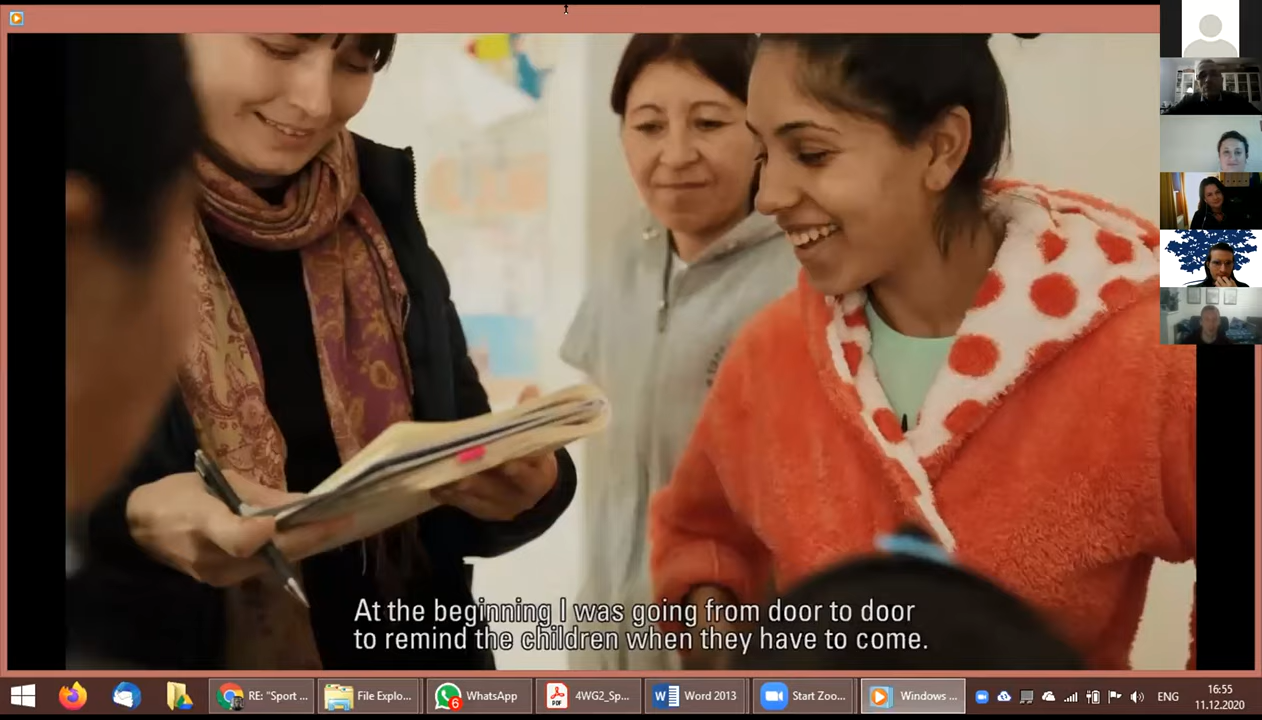 At the beginning I was going from door to door
to remind the children when they have to come.
RE: "Sport ...
File Explo...
6
WhatsApp
PDF
4WG2_Sp...
Word 2013
Start Zoo...
Windows ...
ENG
16:55
11.12.2020